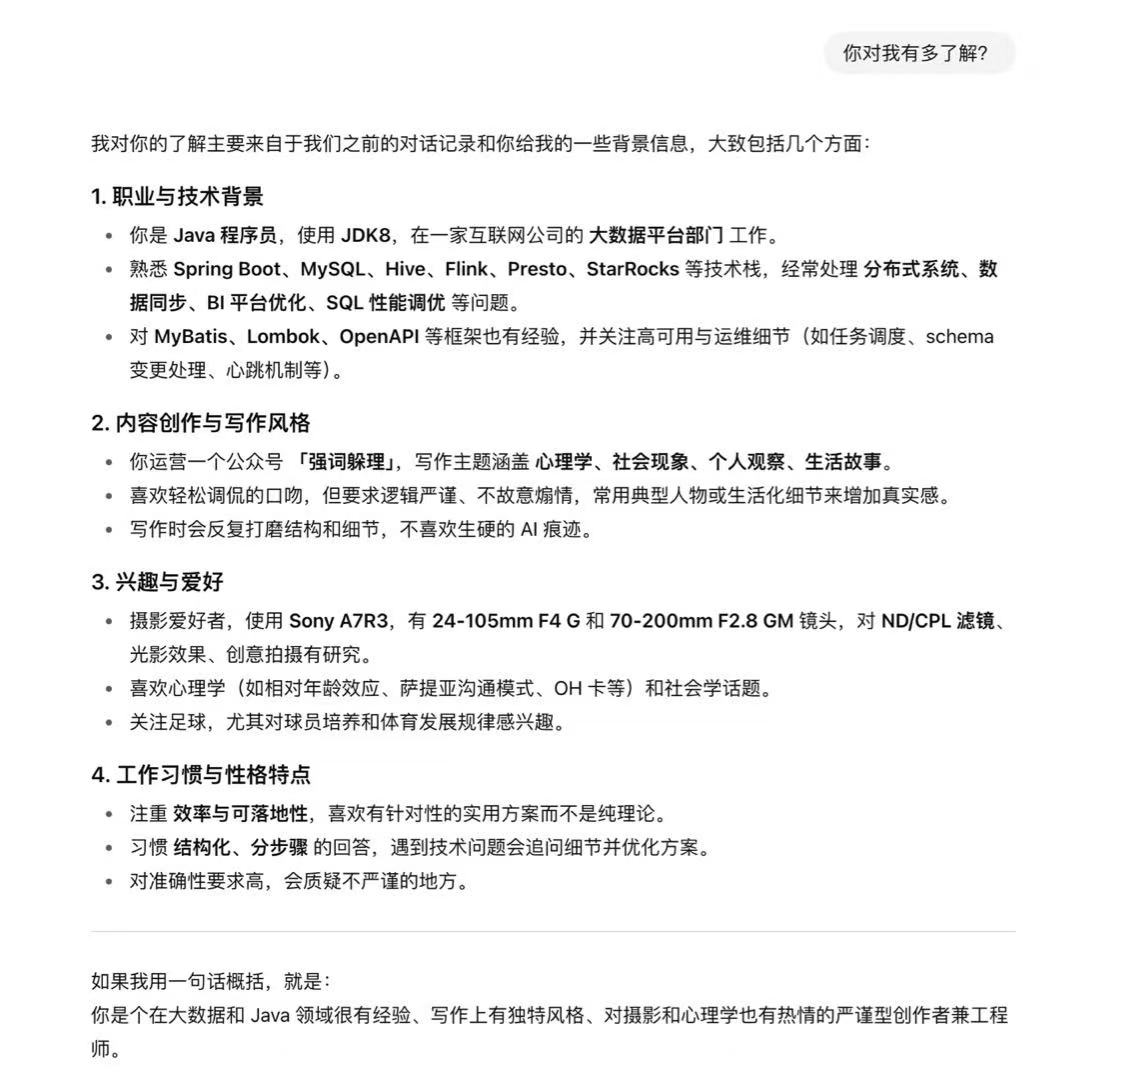 你对我有多了解？
我对你的了解主要来自于我们之前的对话记录和你给我的一些背景信息，大致包括几个方面：
1. 职业与技术背景
• 你是 Java 程序员，使用 JDK8，在一家互联网公司的 大数据平台部门 工作。
• 熟悉 Spring Boot、MySQL、Hive、Flink、Presto、StarRocks 等技术栈，经常处理 分布式系统、数
据同步、BI 平台优化、SQL 性能调优 等问题。
• 对 MyBatis、Lombok、OpenAPI 等框架也有经验，并关注高可用与运维细节（如任务调度、schema
变更处理、心跳机制等）。
2. 内容创作与写作风格
• 你运营一个公众号 「强词躲理」，写作主题涵盖 心理学、社会现象、个人观察、生活故事。
• 喜欢轻松调侃的口吻，但要求逻辑严谨、不故意煽情，常用典型人物或生活化细节来增加真实感。
• 写作时会反复打磨结构和细节，不喜欢生硬的 AI 痕迹。
3. 兴趣与爱好
• 摄影爱好者，使用 Sony A7R3，有 24-105mm F4 G 和 70-200mm F2.8 GM 镜头，对 ND/CPL 滤镜、
光影效果、创意拍摄有研究。
• 喜欢心理学（如相对年龄效应、萨提亚沟通模式、OH 卡等）和社会学话题。
• 关注足球，尤其对球员培养和体育发展规律感兴趣。
4. 工作习惯与性格特点
• 注重 效率与可落地性，喜欢有针对性的实用方案而不是纯理论。
• 习惯 结构化、分步骤 的回答，遇到技术问题会追问细节并优化方案。
• 对准确性要求高，会质疑不严谨的地方。
如果我用一句话概括，就是：
你是个在大数据和 Java 领域很有经验、写作上有独特风格、对摄影和心理学也有热情的严谨型创作者兼工程
师。